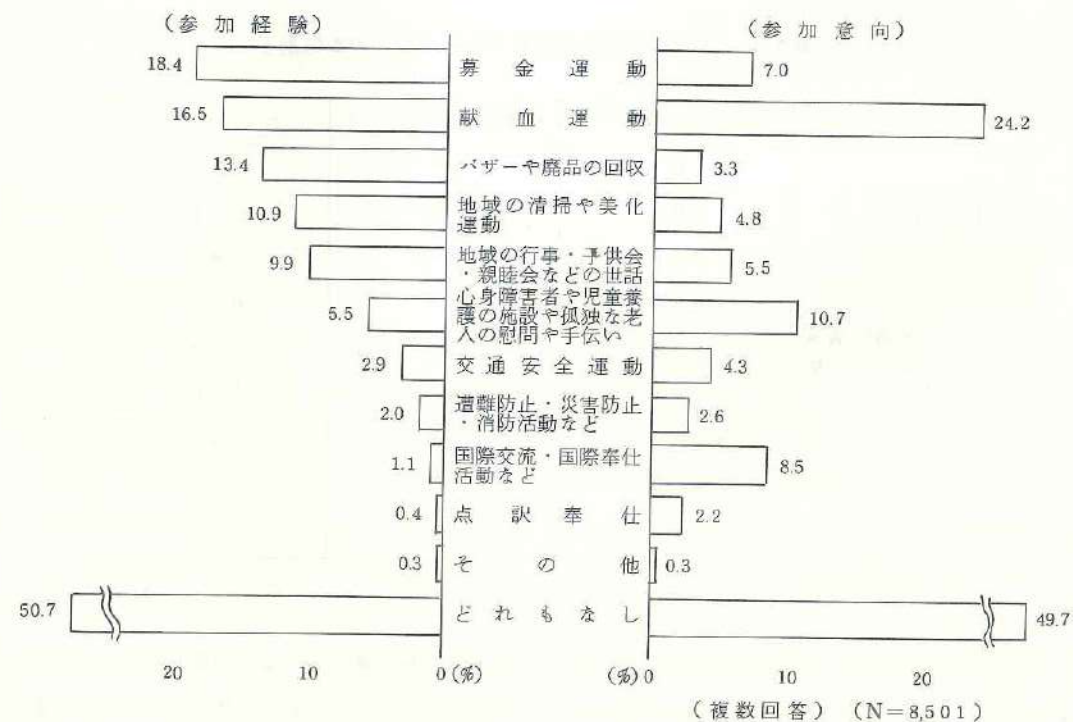 (参加経験) (参加意向)
18.4 募金運動 7.0
16.5 献血運動 24.2
13.4 バザーや廃品の回収 3.3
10.9 地域の清掃や美化
運動 4.8
9.9 地域の行事・子供会
・親睦会などの世話 5.5
5.5 心身障害者や児童養
護の施設や孤独な老
人の慰問や手伝い 10.7
2.9 交通安全運動 4.3
2.0 遭難防止・災害防止
・消防活動など 2.6
1.1 国際交流・国際奉仕
活動など 8.5
0.4 点訳奉仕 2.2
0.3 その他 0.3
50.7 どれもなし 49.7
20 10 0(%) (%)0 10 20
(複数回答) (N=8,501)